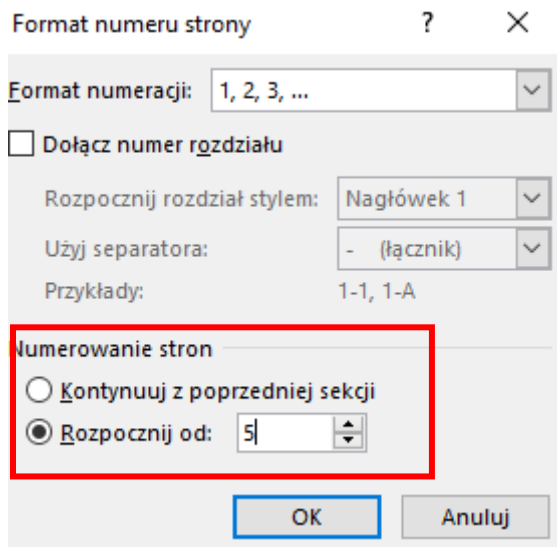 Format numeru strony ? ×
Format numeracji: 1, 2, 3, ...
Dołącz numer rozdziału
Rozpocznij rozdział stylem: Nagłówek 1
Użyj separatora: - (łącznik)
Przykłady: 1-1, 1-A
Numerowanie stron
Kontynuuj z poprzedniej sekcji
Rozpocznij od: 5
OK Anuluj